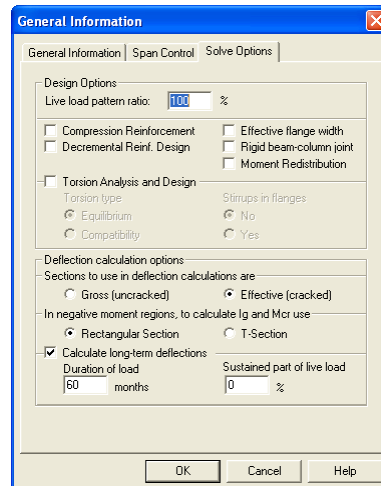 General Information
General Information Span Control Solve Options
Design Options
Live load pattern ratio: 100 %
Compression Reinforcement Effective flange width
Decremental Reinf. Design Rigid beam-column joint
Moment Redistribution
Torsion Analysis and Design
Torsion type Stirrups in flanges
Equilibrium No
Compatibility Yes
Deflection calculation options
Sections to use in deflection calculations are
Gross (uncracked) Effective (cracked)
In negative moment regions, to calculate Ig and Mcr use
Rectangular Section T-Section
Calculate long-term deflections
Duration of load Sustained part of live load
60 months 0 %
OK Cancel Help